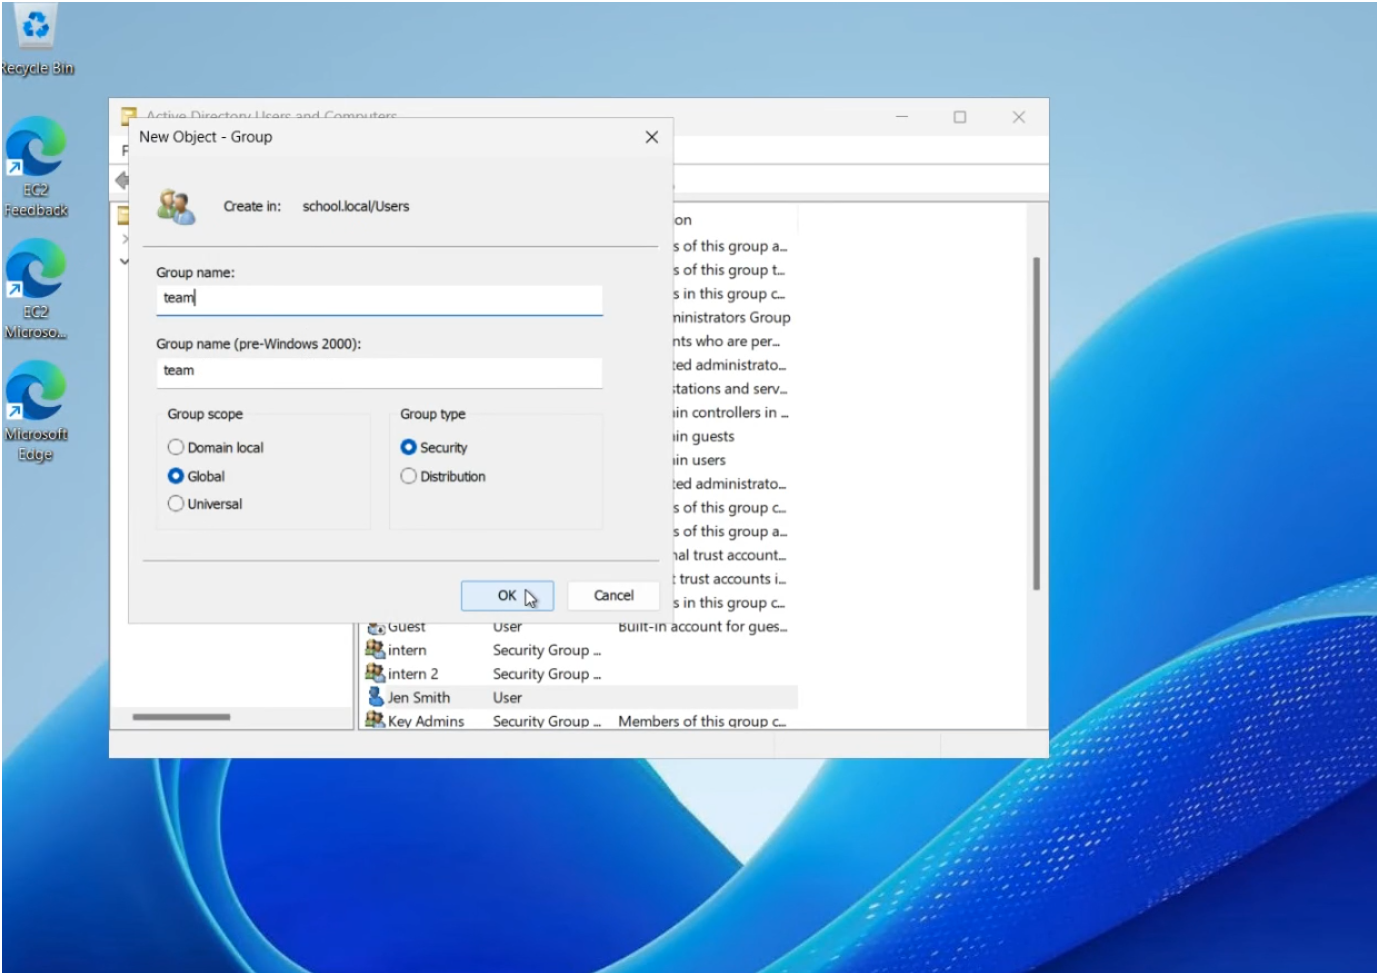 Recycle Bin
EC2
Feedback
EC2
Microso...
Microsoft
Edge
Active Directory Users and Computers
New Object - Group
F
Create in: school.local/Users
Group name:
team
Group name (pre-Windows 2000):
team
Group scope
Domain local
Global
Universal
Group type
Security
Distribution
OK
Cancel
on
s of this group a...
s of this group t...
s in this group c...
ministrators Group
nts who are per...
ted administrato...
stations and serv...
in controllers in ...
in guests
in users
ted administrato...
s of this group c...
s of this group a...
nal trust account...
t trust accounts i...
s in this group c...
Guest User Built-in account for gues...
intern Security Group ...
intern 2 Security Group ...
Jen Smith User
Key Admins Security Group ... Members of this group c...